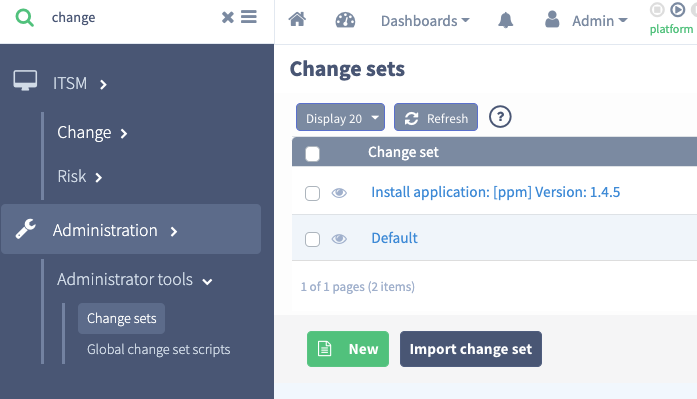 change
Dashboards
Admin
platform
ITSM
Change
Risk
Administration
Administrator tools
Change sets
Global change set scripts
Change sets
Display 20
Refresh
?
Change set
Install application: [ppm] Version: 1.4.5
Default
1 of 1 pages (2 items)
New
Import change set